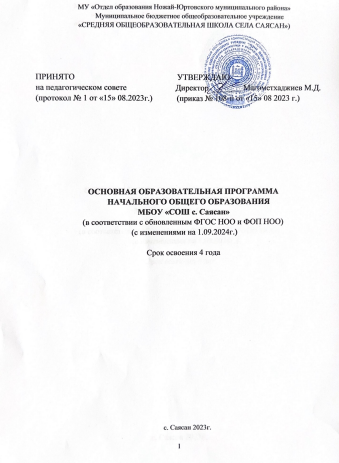 МУ «Отдел образования Ножай-Юртовского муниципального района»
Муниципальное бюджетное общеобразовательное учреждение
«СРЕДНЯЯ ОБЩЕОБРАЗОВАТЕЛЬНАЯ ШКОЛА СЕЛА САЯСАН»)
ПРИНЯТО УТВЕРЖДАЮ
на педагогическом совете Директор Магометхаджиев М.Д.
(протокол № 1 от «15» 08.2023г.) (приказ № от «15» 08 2023 г.)
ОСНОВНАЯ ОБРАЗОВАТЕЛЬНАЯ ПРОГРАММА
НАЧАЛЬНОГО ОБЩЕГО ОБРАЗОВАНИЯ
МБОУ «СОШ с. Саясан»
(в соответствии с обновленным ФГОС НОО и ФОП НОО)
(с изменениями на 1.09.2024г.)
Срок освоения 4 года
с. Саясан 2023г.
1